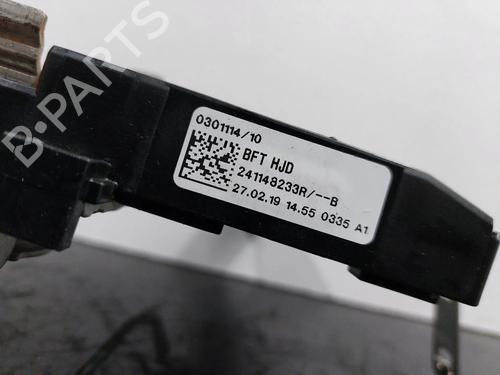 0301114/10
BFT HJD
241148233R/--B
27.02.19 14.55 0335 A1
B-PARTS